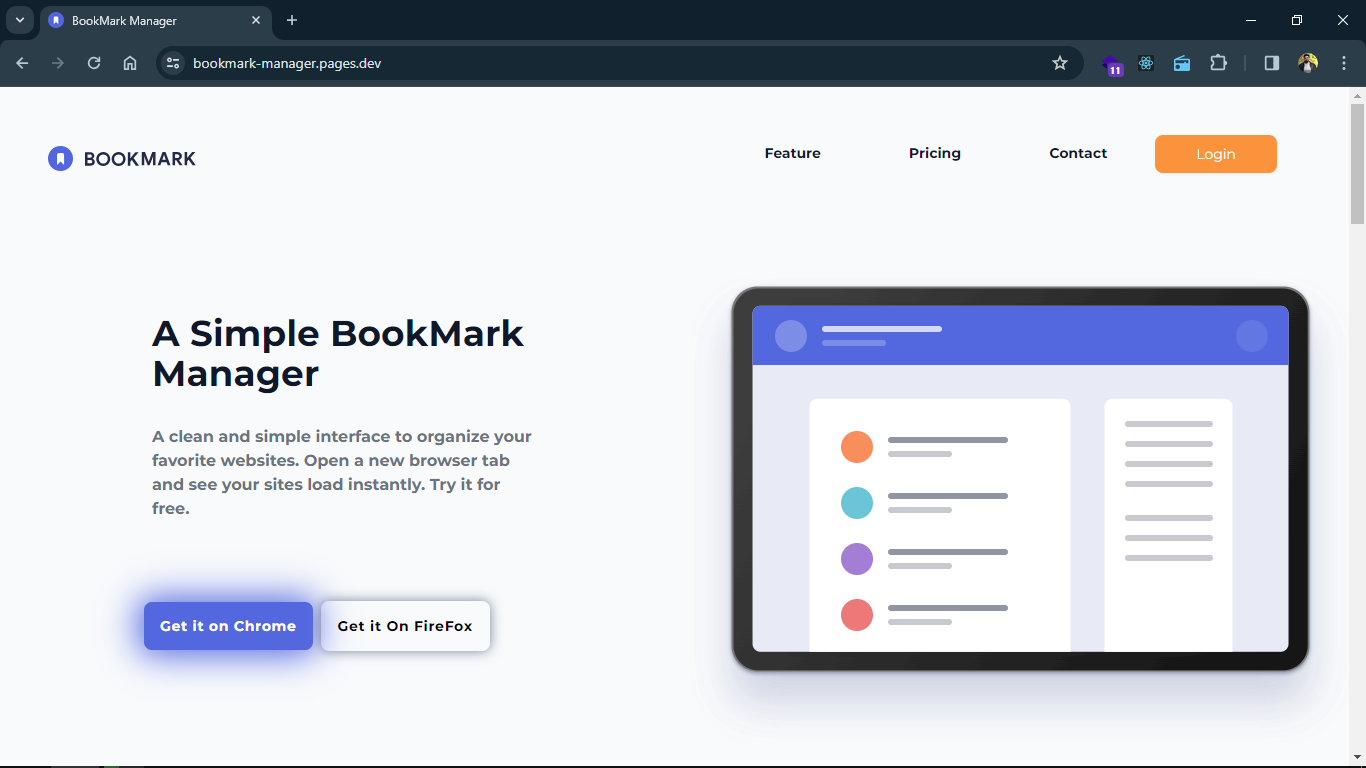 BookMark Manager
bookmark-manager.pages.dev
11
BOOKMARK
Feature
Pricing
Contact
Login
A Simple BookMark
Manager
A clean and simple interface to organize your
favorite websites. Open a new browser tab
and see your sites load instantly. Try it for
free.
Get it on Chrome
Get it On FireFox